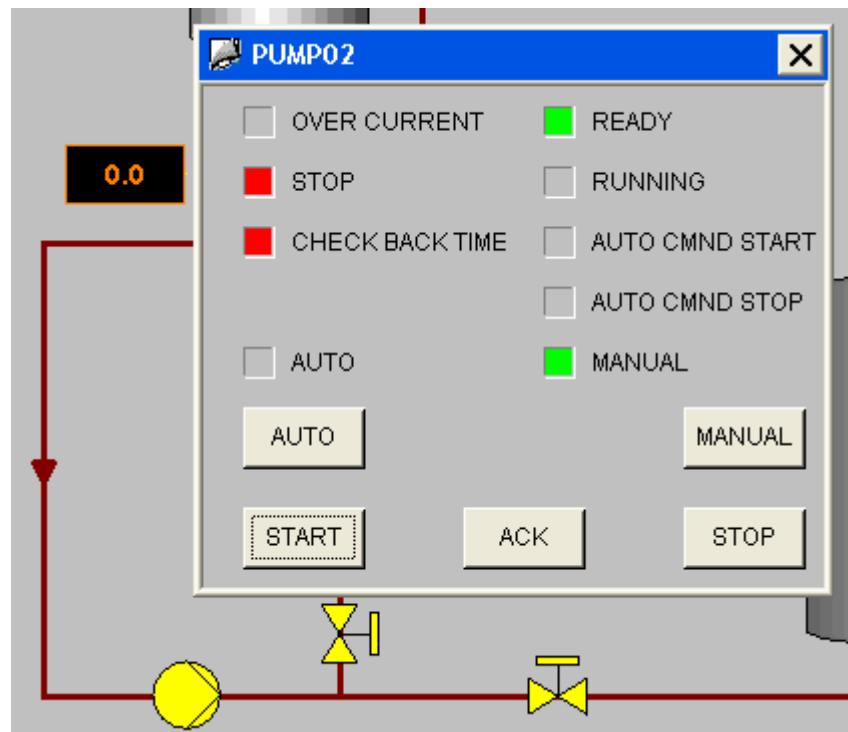 PUMP02
OVER CURRENT
READY
0.0
STOP
RUNNING
CHECK BACK TIME
AUTO CMND START
AUTO CMND STOP
AUTO
MANUAL
AUTO
MANUAL
START
ACK
STOP